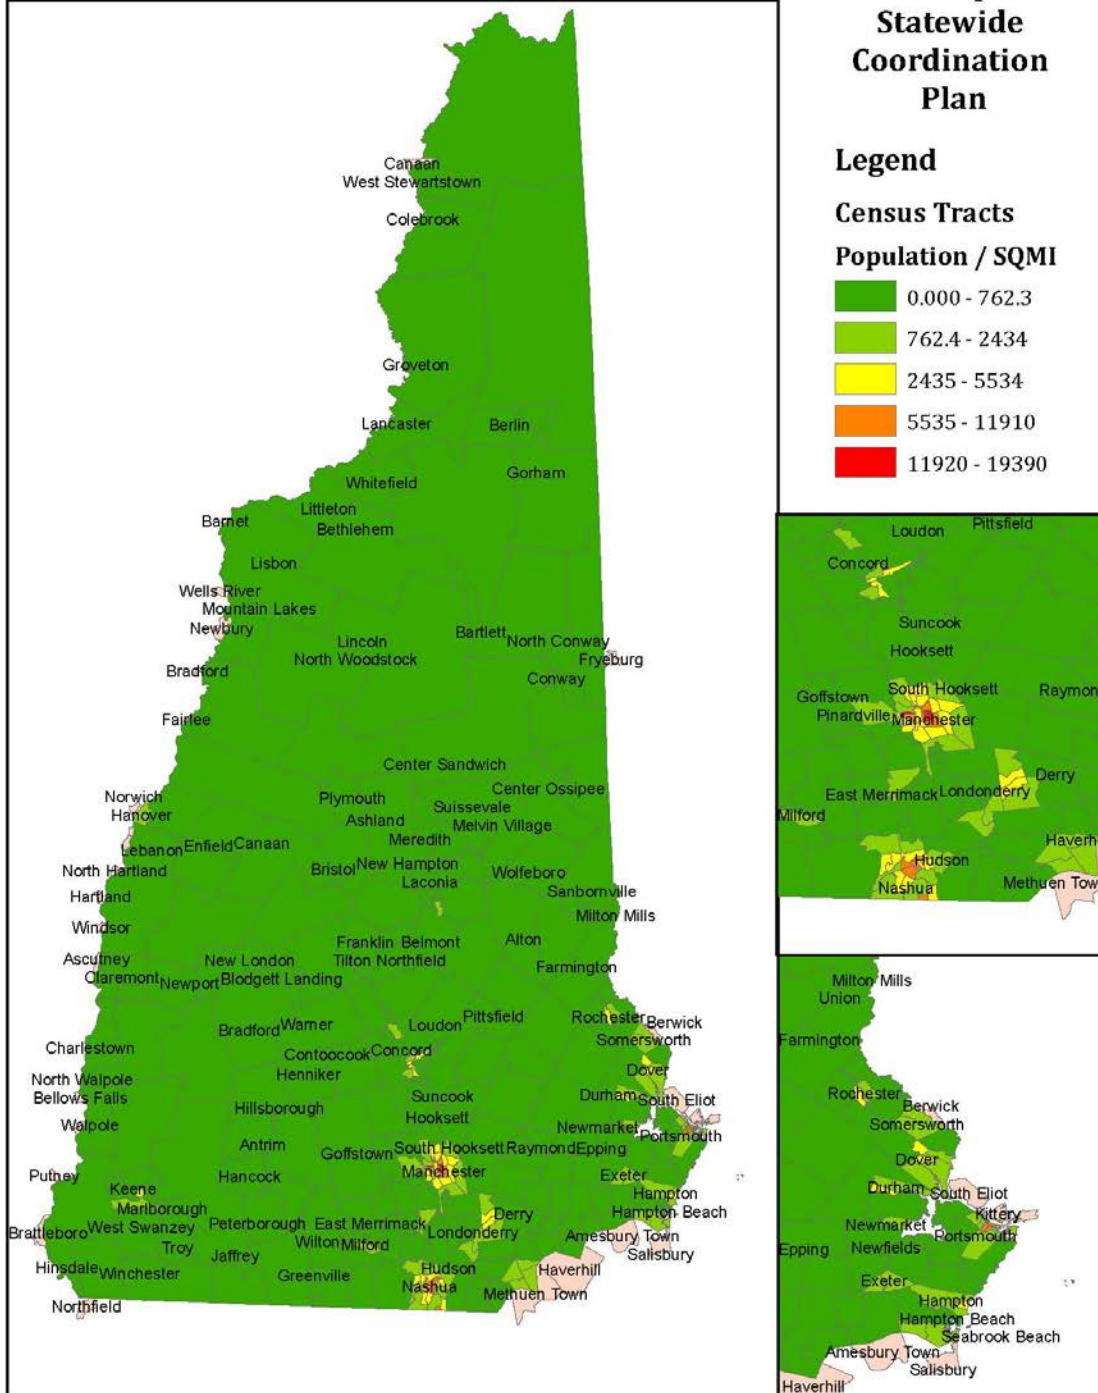 Statewide
Coordination
Plan
Legend
Census Tracts
Population / SQMI
0.000 - 762.3
762.4 - 2434
2435 - 5534
5535 - 11910
11920 - 19390
Canaan
West Stewartstown
Colebrook
Groveton
Lancaster
Berlin
Gorham
Whitefield
Littleton
Barnet
Bethlehem
Lisbon
Wells River
Mountain Lakes
Newbury
Bartlett
North Conway
Lincoln
North Woodstock
Fryeburg
Bradford
Conway
Fairlee
Center Sandwich
Center Ossipee
Norwich
Plymouth
Suissevale
Hanover
Ashland
Melvin Village
Meredith
Lebanon
Enfield
Canaan
North Hartland
Bristol
New Hampton
Wolfeboro
Laconia
Sanbornville
Hartland
Milton Mills
Windsor
Franklin
Belmont
Alton
Ascutney
New London
Tilton
Northfield
Farmington
Claremont
Newport
Blodgett Landing
Bradford
Warner
Loudon
Pittsfield
Rochester
Berwick
Somersworth
Charlestown
Contoocook
Concord
Dover
North Walpole
Henniker
Bellows Falls
Suncook
Durham
South Eliot
Hillsborough
Hooksett
Walpole
Newmarket
Portsmouth
Antrim
Goffstown
South Hooksett
Raymond
Epping
Putney
Hancock
Manchester
Exeter
Keene
Hampton
Marlborough
Hampton Beach
Brattleboro
West Swanzey
Peterborough
East Merrimack
Derry
Londonderry
Amesbury Town
Troy
Jaffrey
Wilton
Milford
Salisbury
Hinsdale
Winchester
Greenville
Hudson
Haverhill
Nashua
Methuen Town
Northfield
Loudon
Pittsfield
Concord
Suncook
Hooksett
Goffstown
South Hooksett
Raymon
Pinardville
Manchester
East Merrimack
Londonderry
Derry
Milford
Haverh
Hudson
Nashua
Methuen Tow
Milton Mills
Union
Farmington
Rochester
Berwick
Somersworth
Dover
Durham
South Eliot
Kittery
Newmarket
Portsmouth
Epping
Newfields
Exeter
Hampton
Hampton Beach
Seabrook Beach
Amesbury Town
Salisbury
Haverhill